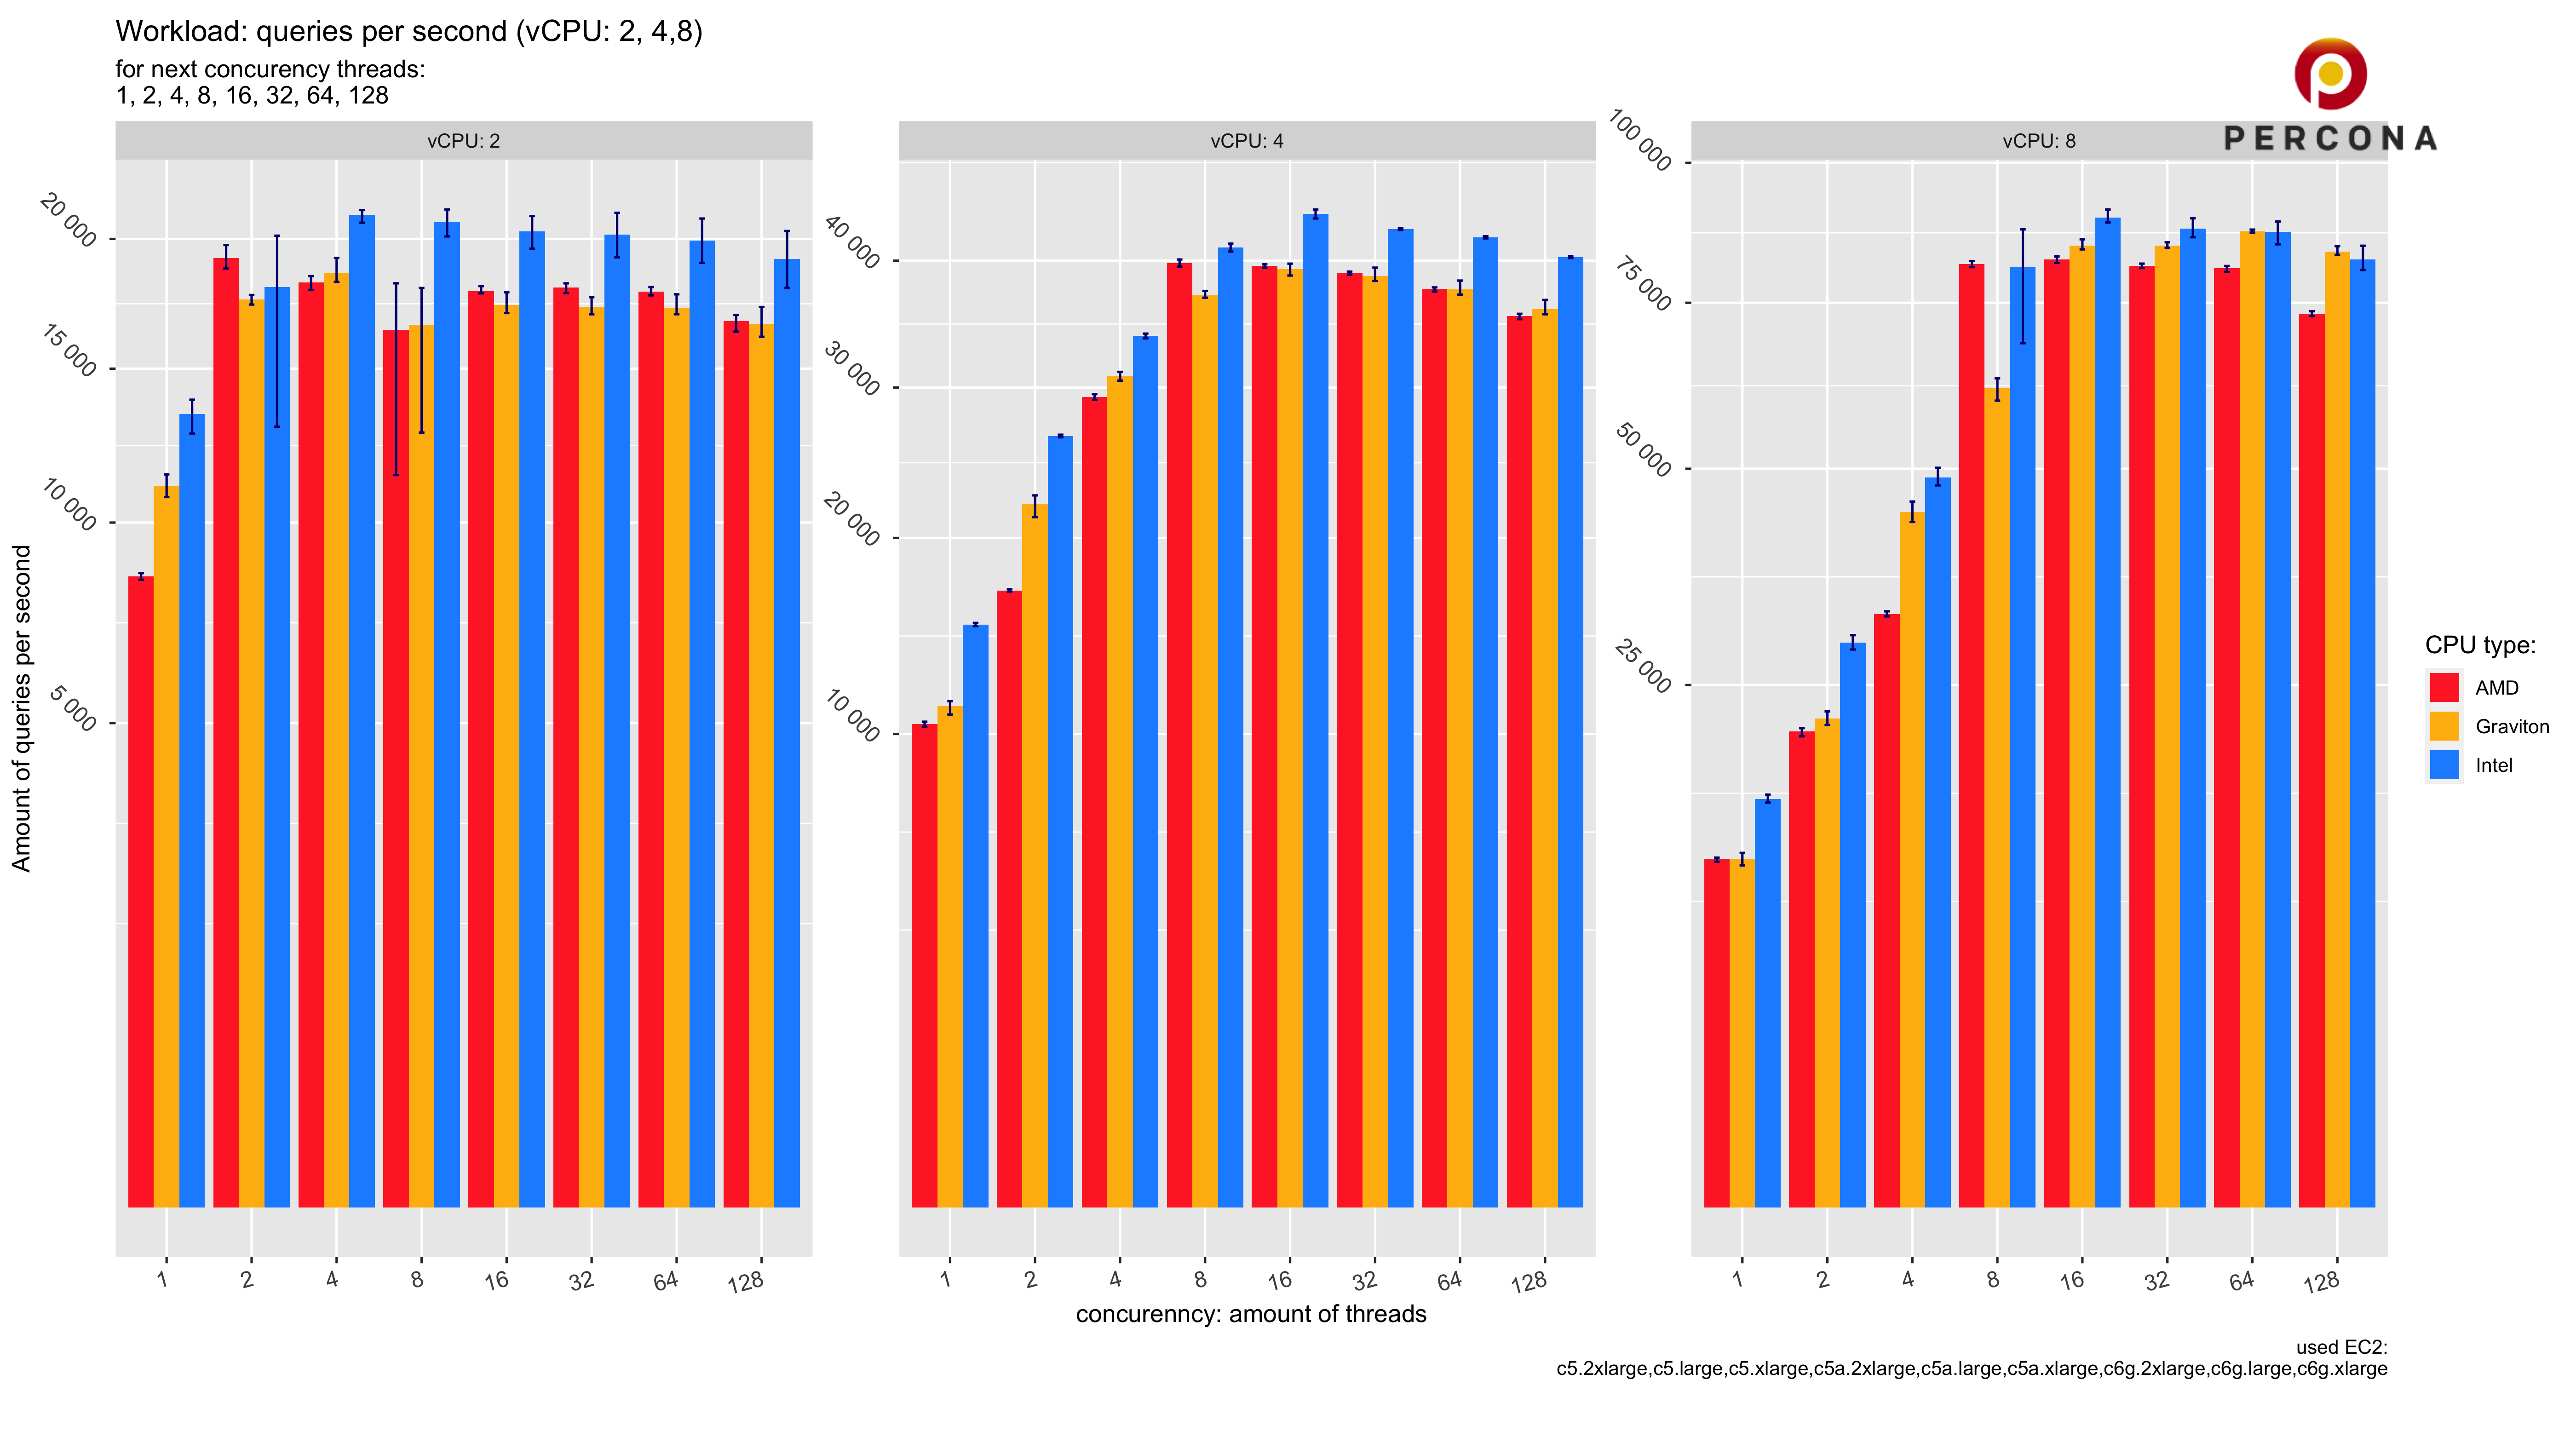 Workload: queries per second (vCPU: 2, 4,8)
for next concurency threads:
1, 2, 4, 8, 16, 32, 64, 128
PERCONA
vCPU: 2
vCPU: 4
vCPU: 8
Amount of queries per second
20 000
15 000
10 000
5 000
40 000
30 000
20 000
10 000
100 000
75 000
50 000
25 000
1 2 4 8 16 32 64 128
1 2 4 8 16 32 64 128
1 2 4 8 16 32 64 128
concurenncy: amount of threads
CPU type:
AMD
Graviton
Intel
used EC2:
c5.2xlarge,c5.large,c5.xlarge,c5a.2xlarge,c5a.large,c5a.xlarge,c6g.2xlarge,c6g.large,c6g.xlarge